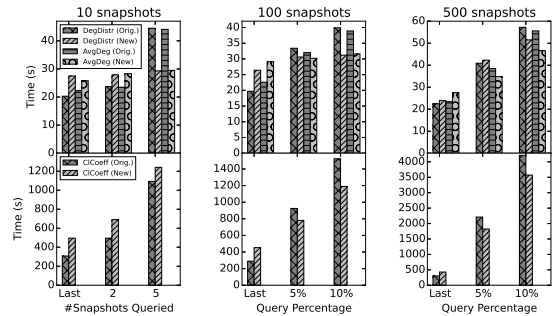 10 snapshots
100 snapshots
500 snapshots
DegDistr (Orig.)
DegDistr (New)
AvgDeg (Orig.)
AvgDeg (New)
Time (s)
40
30
20
10
0
40
35
30
25
20
15
10
5
0
60
50
40
30
20
10
0
ClCoeff (Orig.)
ClCoeff (New)
Time (s)
1200
1000
800
600
400
200
0
1400
1200
1000
800
600
400
200
0
4000
3500
3000
2500
2000
1500
1000
500
0
Last 2 5
Last 5% 10%
Last 5% 10%
#Snapshots Queried
Query Percentage
Query Percentage